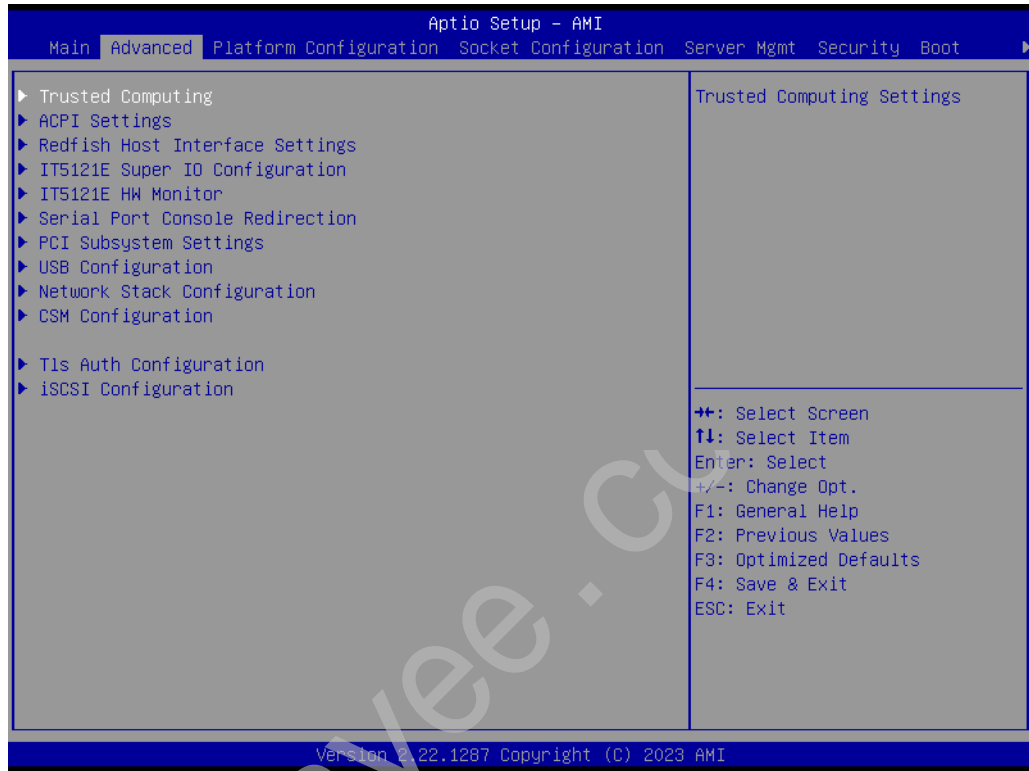 Aptio Setup – AMI
Main Advanced Platform Configuration Socket Configuration Server Mgmt Security Boot
Trusted Computing
ACPI Settings
Redfish Host Interface Settings
IT5121E Super IO Configuration
IT5121E HW Monitor
Serial Port Console Redirection
PCI Subsystem Settings
USB Configuration
Network Stack Configuration
CSM Configuration
Tls Auth Configuration
iSCSI Configuration
Trusted Computing Settings
→←: Select Screen
↑↓: Select Item
Enter: Select
+/-: Change Opt.
F1: General Help
F2: Previous Values
F3: Optimized Defaults
F4: Save & Exit
ESC: Exit
Version 2.22.1287 Copyright (C) 2023 AMI